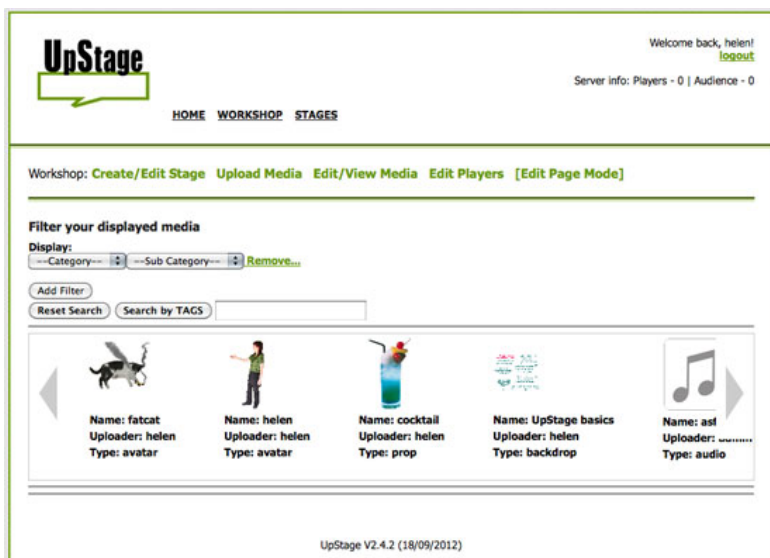 UpStage
Welcome back, helen!
logout
Server info: Players - 0 | Audience - 0
HOME WORKSHOP STAGES
Workshop: Create/Edit Stage Upload Media Edit/View Media Edit Players [Edit Page Mode]
Filter your displayed media
Display:
--Category-- --Sub Category-- Remove...
Add Filter
Reset Search Search by TAGS
Name: fatcat Name: helen Name: cocktail Name: UpStage basics Name:
Uploader: helen Uploader: helen Uploader: helen Uploader: helen Uploader:
Type: avatar Type: avatar Type: prop Type: backdrop Type: audio
UpStage V2.4.2 (18/09/2012)